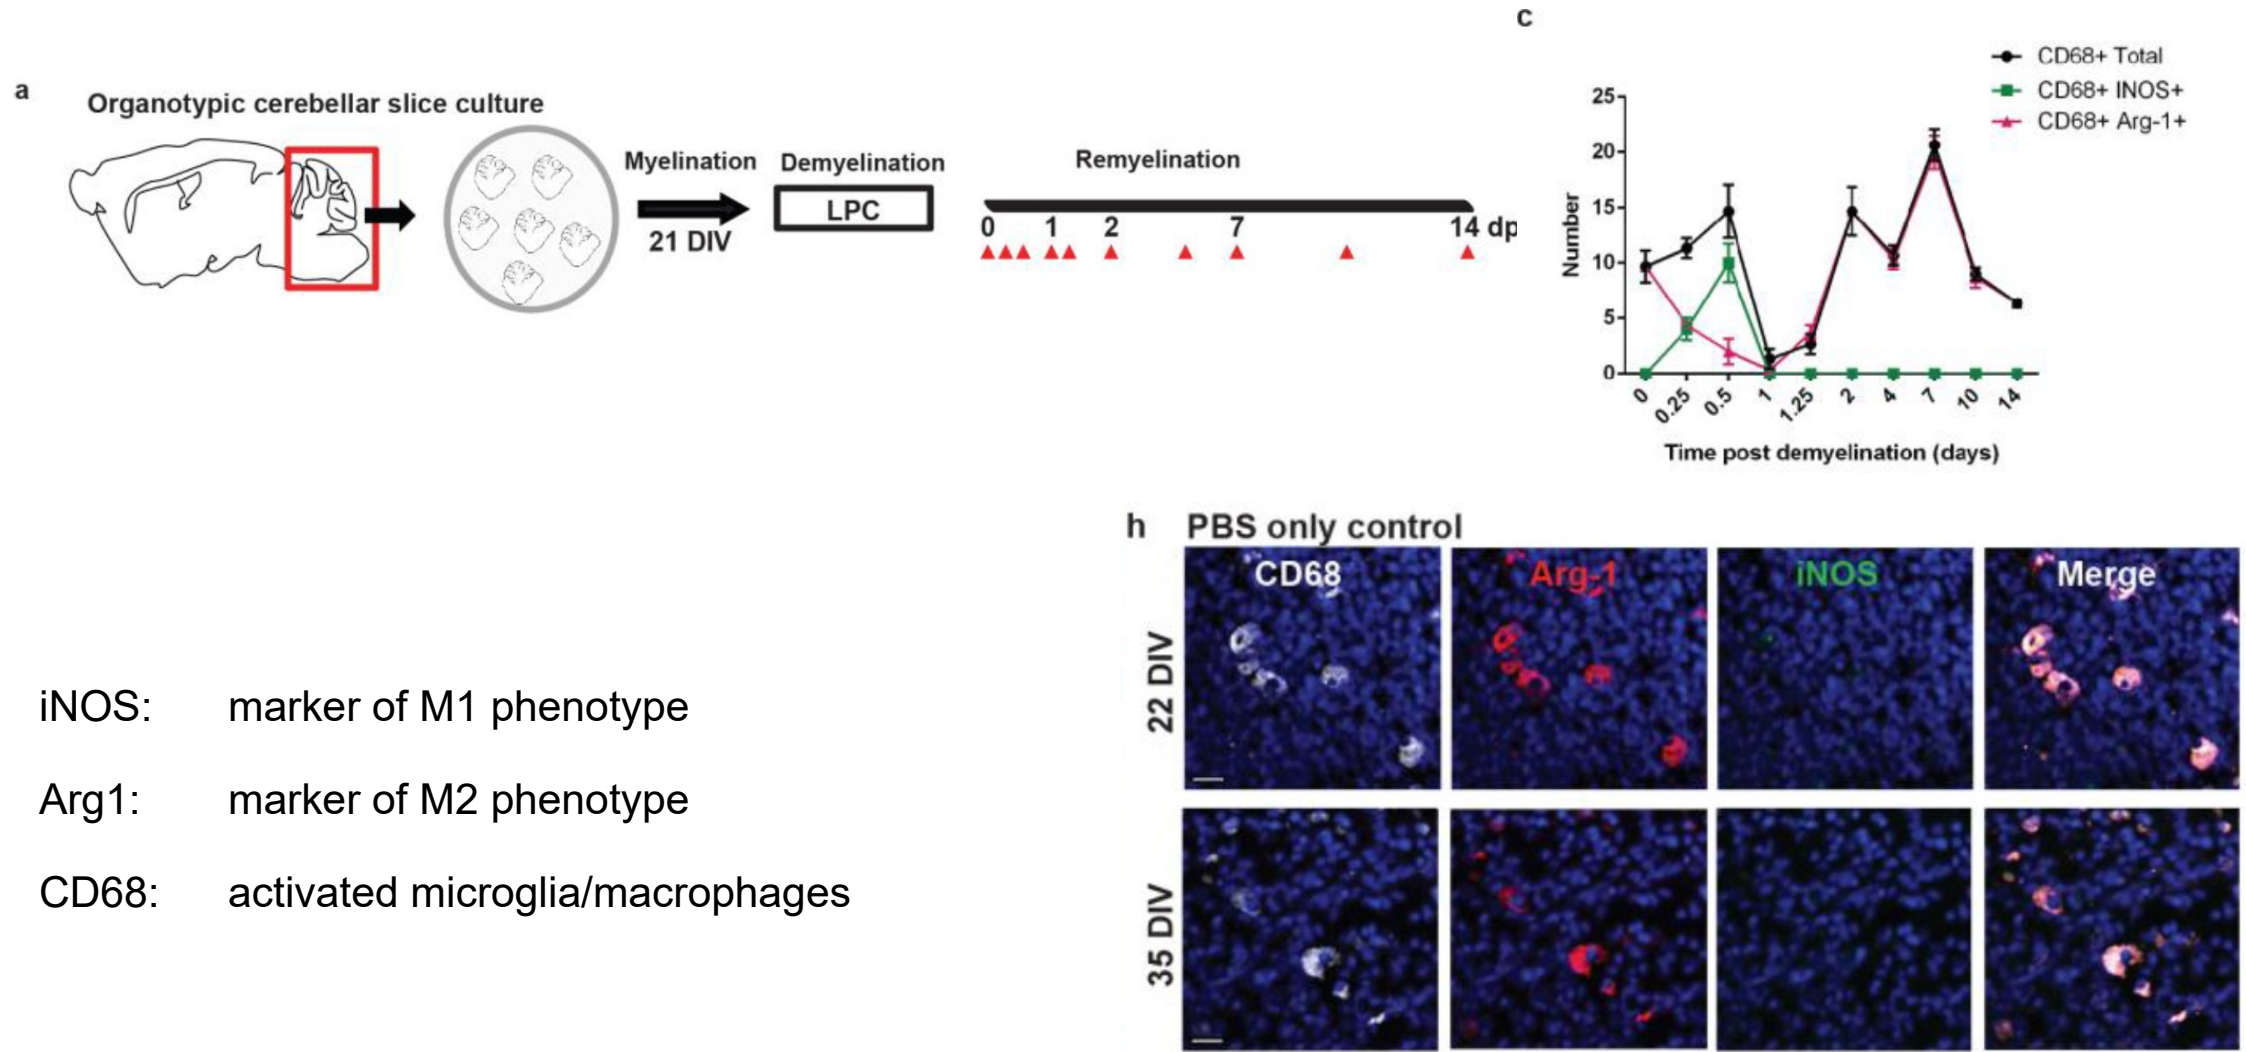 a
Organotypic cerebellar slice culture
Myelination
21 DIV
Demyelination
LPC
Remyelination
0 1 2 7 14 dp
c
CD68+ Total
CD68+ INOS+
CD68+ Arg-1+
25
20
15
10
5
0
Number
0 0.25 0.5 1 1.25 2 4 7 10 14
Time post demyelination (days)
h PBS only control
CD68 Arg-1 iNOS Merge
22 DIV
35 DIV
iNOS: marker of M1 phenotype
Arg1: marker of M2 phenotype
CD68: activated microglia/macrophages